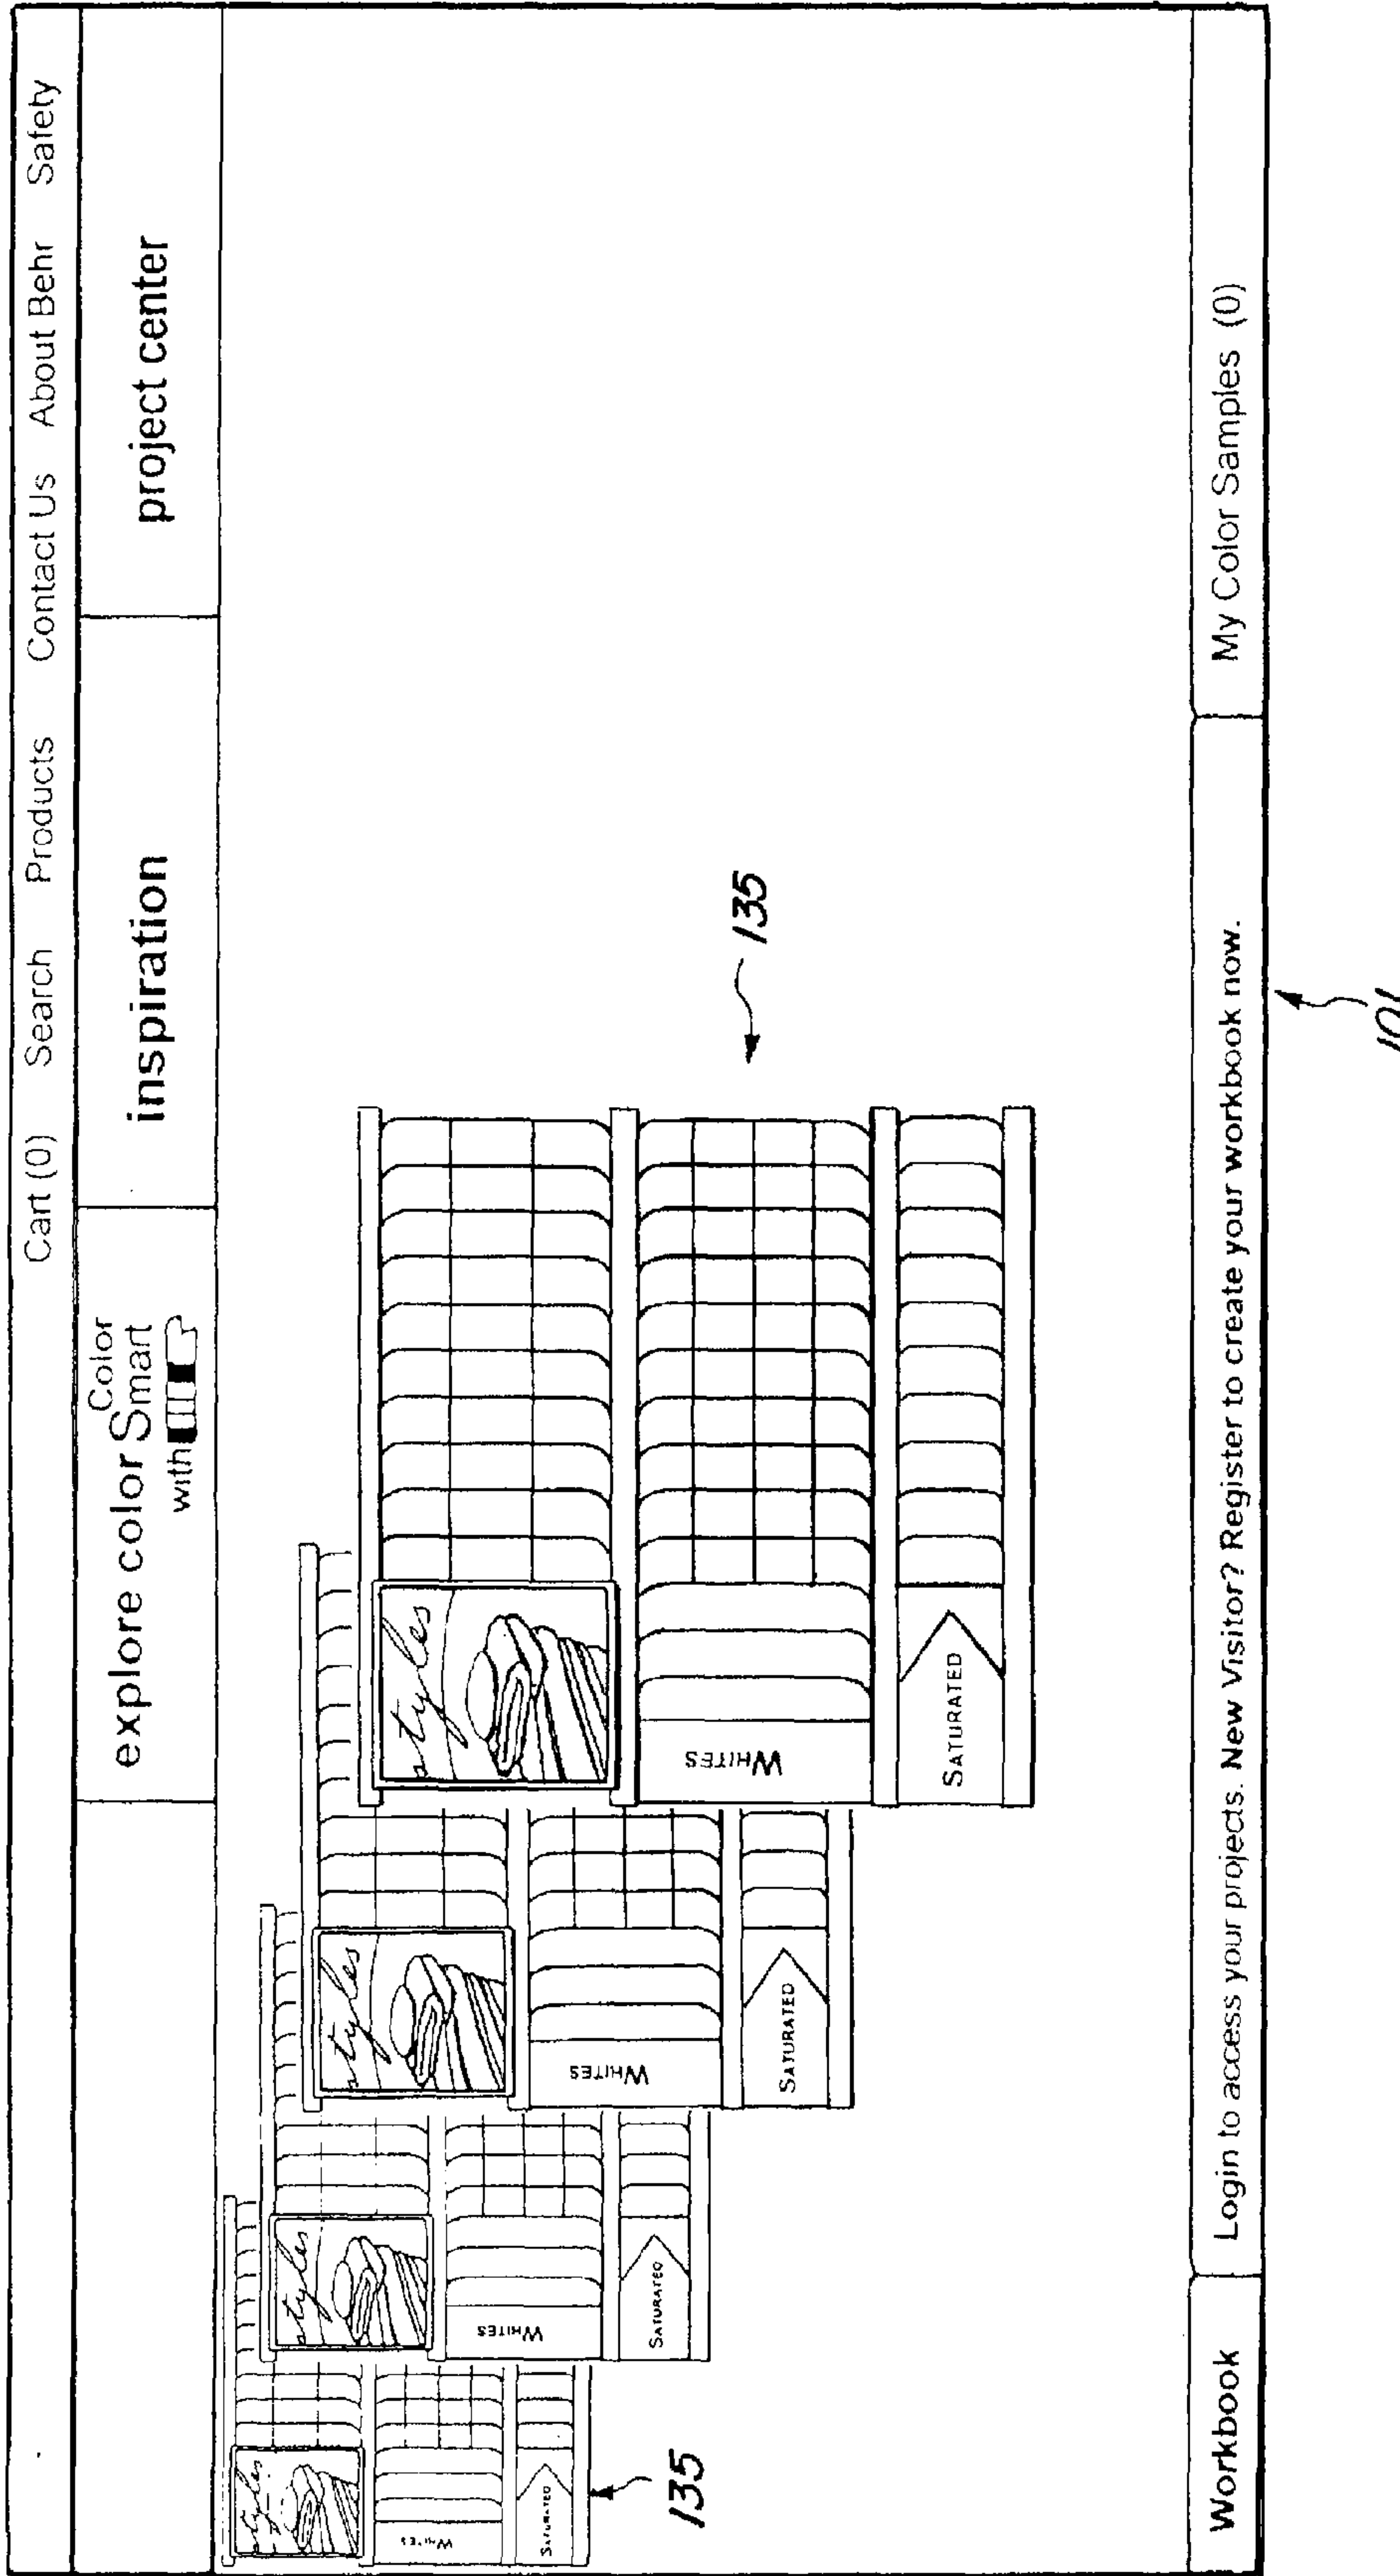 Cart (0) Search Products Contact Us About Behr Safety
explore color Color Smart
with
inspiration
project center
styles
WHITES
SATURATED
135
styles
WHITES
SATURATED
styles
WHITES
SATURATED
styles
WHITES
SATURATED
135
Workbook
Login to access your projects. New Visitor? Register to create your workbook now.
My Color Samples (0)
101